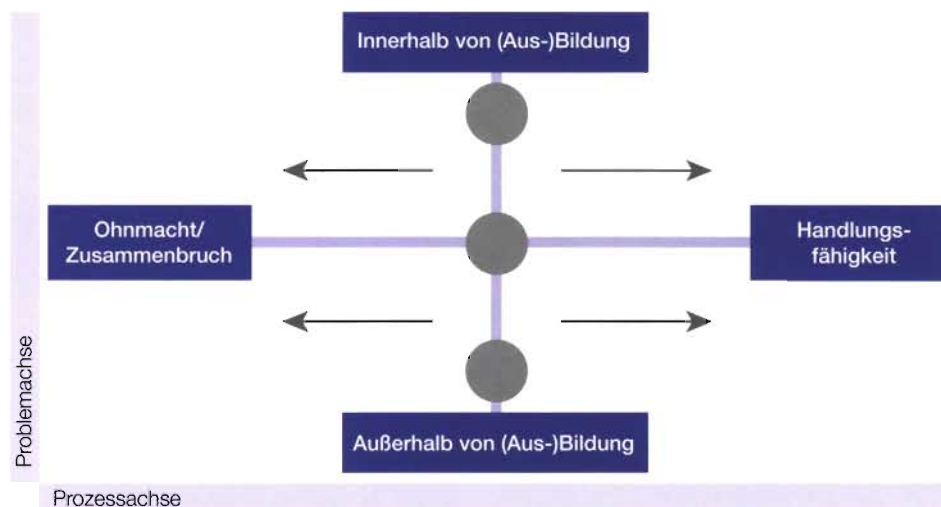 Innerhalb von (Aus-)Bildung
Ohnmacht/
Zusammenbruch
Handlungs-
fähigkeit
Außerhalb von (Aus-)Bildung
Problemachse
Prozessachse